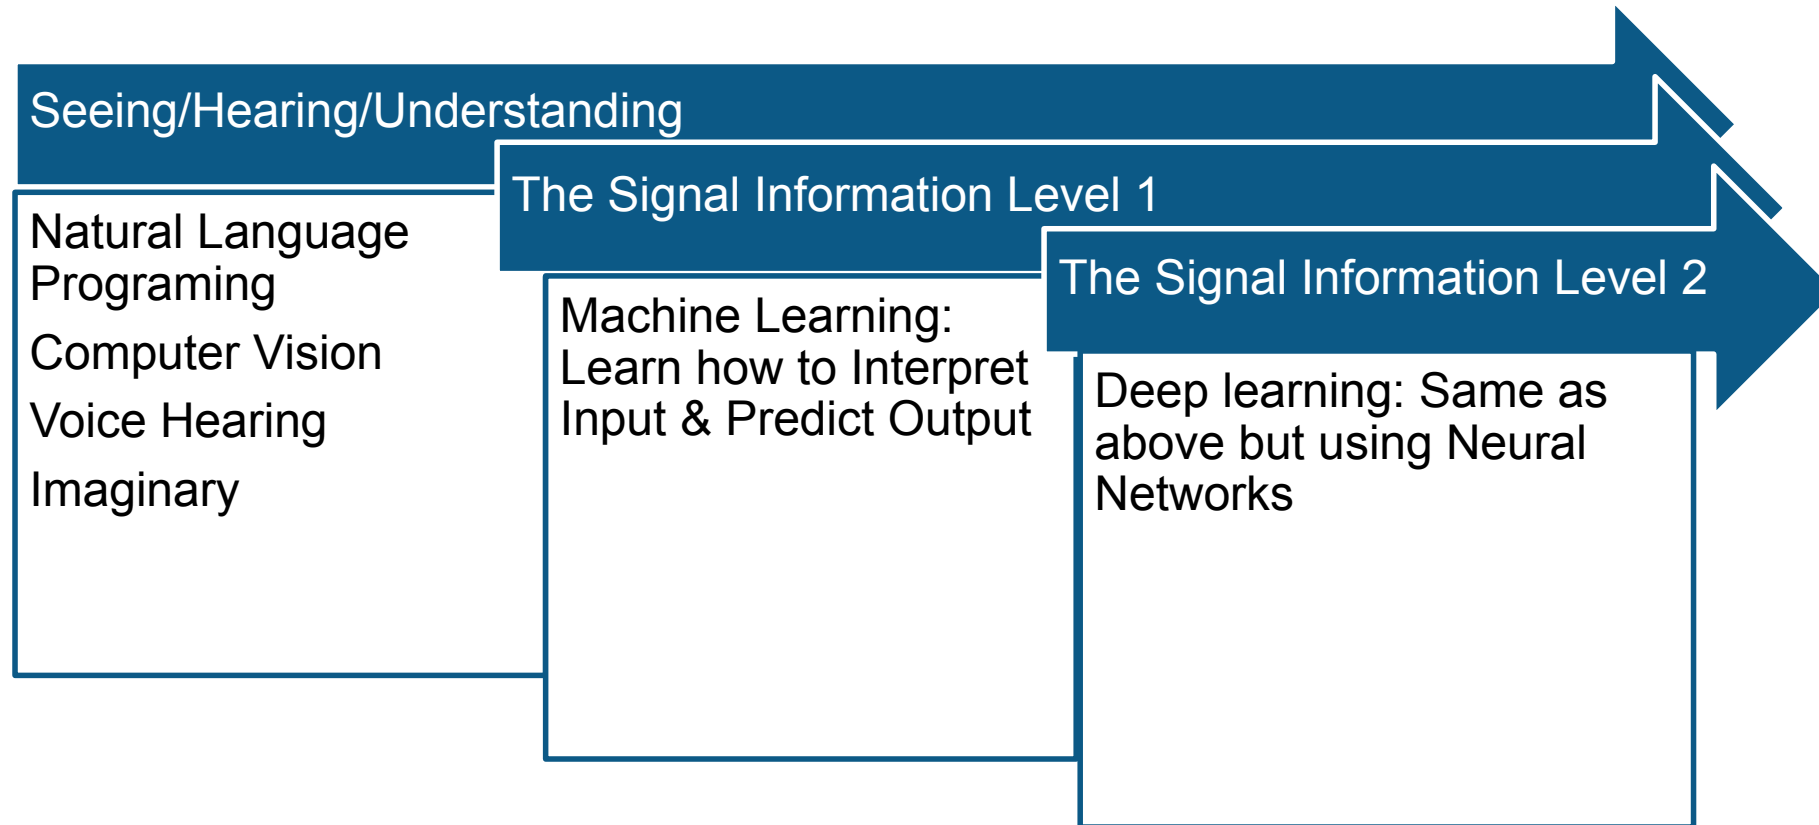 Seeing/Hearing/Understanding
Natural Language
Programing
Computer Vision
Voice Hearing
Imaginary
The Signal Information Level 1
Machine Learning:
Learn how to Interpret
Input & Predict Output
The Signal Information Level 2
Deep learning: Same as
above but using Neural
Networks